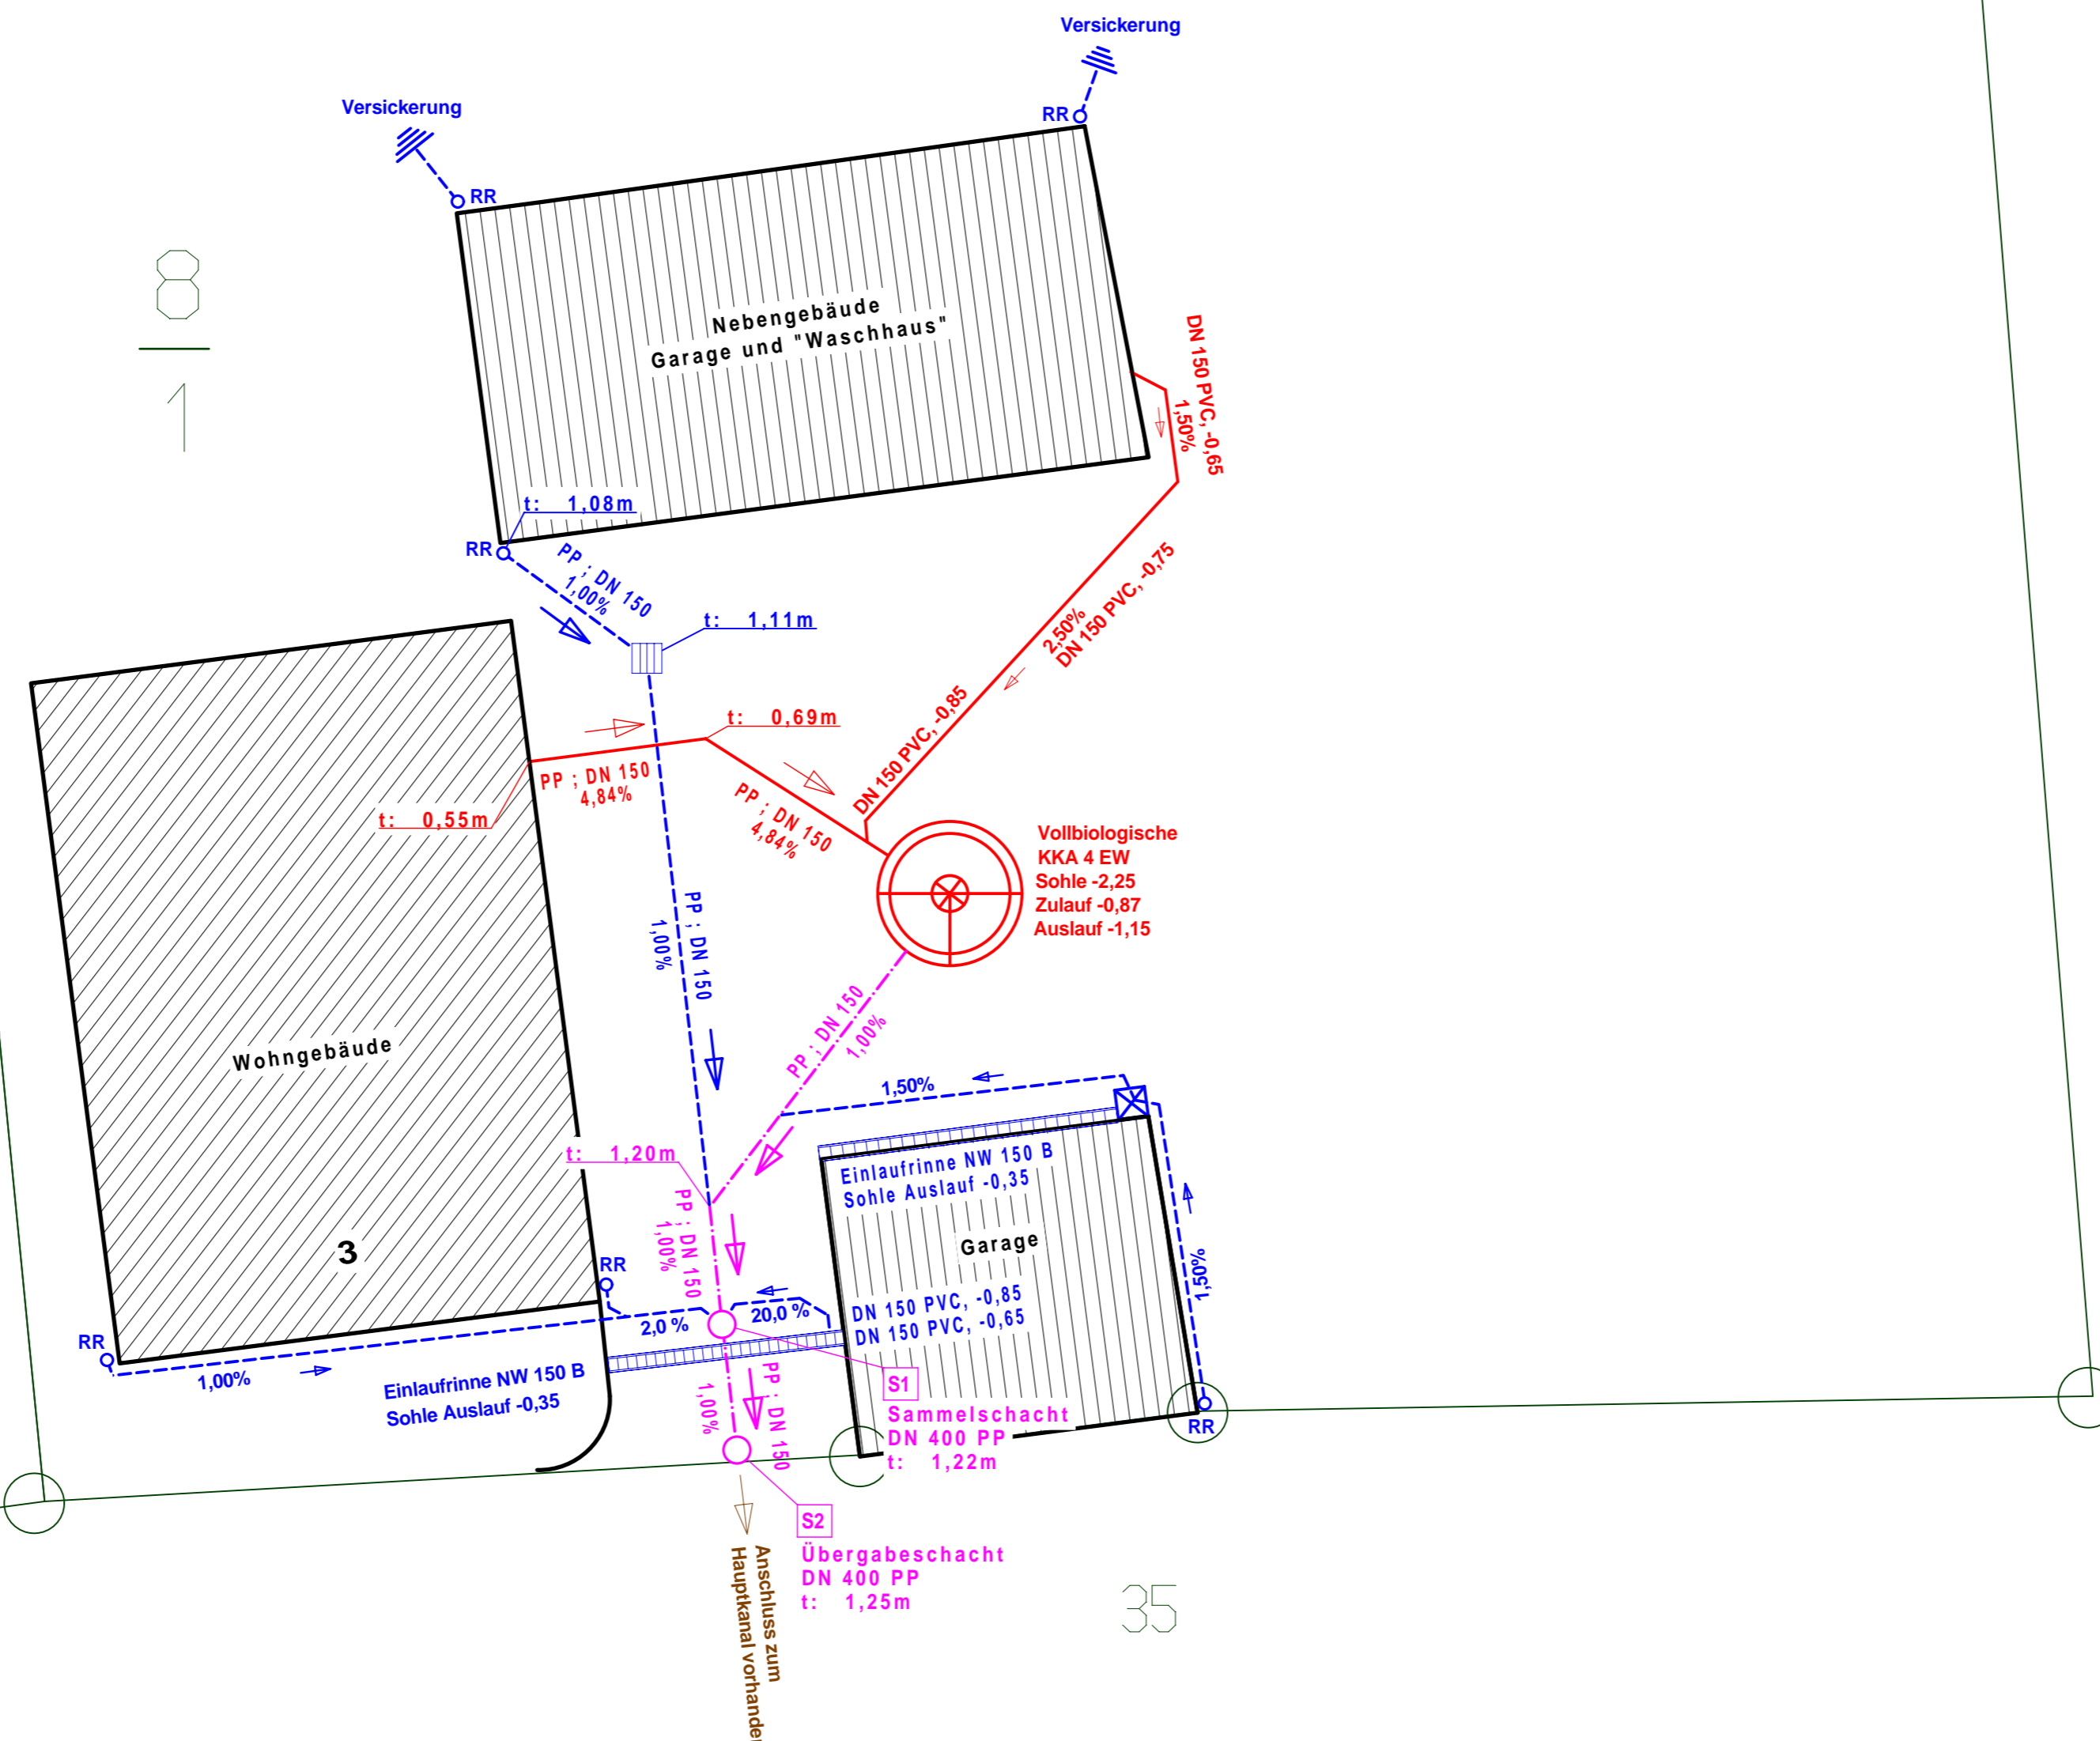 Versickerung
Versickerung
RR
RR
8
1
Nebengebäude
Garage und "Waschhaus"
DN 150 PVC, -0,65
1,50%
t: 1,08m
RR
PP ; DN 150
1,00%
t: 1,11m
2,50%
DN 150 PVC, -0,75
DN 150 PVC, -0,85
t: 0,69m
PP ; DN 150
4,84%
t: 0,55m
PP ; DN 150
4,84%
Vollbiologische
KKA 4 EW
Sohle -2,25
Zulauf -0,87
Auslauf -1,15
PP ; DN 150
1,00%
PP ; DN 150
1,00%
Wohngebäude
3
1,50%
t: 1,20m
Einlaufrinne NW 150 B
Sohle Auslauf -0,35
Garage
PP ; DN 150
1,00%
RR
1,50%
DN 150 PVC, -0,85
DN 150 PVC, -0,65
2,0 %
20,0 %
RR
1,00%
Einlaufrinne NW 150 B
Sohle Auslauf -0,35
PP ; DN 150
1,00%
S1
Sammelschacht
DN 400 PP
t: 1,22m
RR
S2
Übergabeschacht
DN 400 PP
t: 1,25m
Anschluss zum
Hauptkanal vorhanden
35